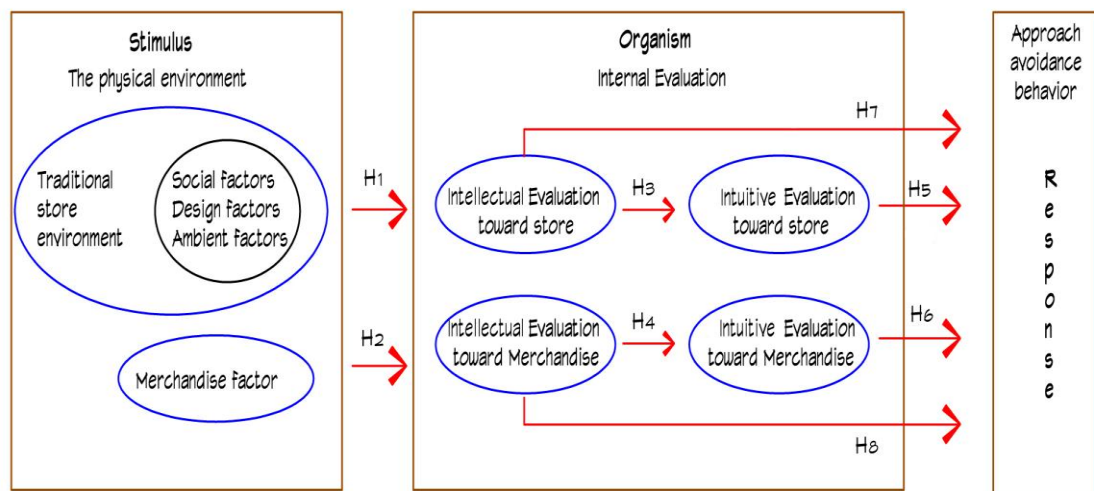 Stimulus
The physical environment
Traditional
store
environment
Social factors
Design factors
Ambient factors
Merchandise factor
H1
H2
Organism
Internal Evaluation
Intellectual Evaluation
toward store
H3
Intuitive Evaluation
toward store
Intellectual Evaluation
toward Merchandise
H4
Intuitive Evaluation
toward Merchandise
H7
H5
H6
H8
Approach
avoidance
behavior
R
e
s
p
o
n
s
e